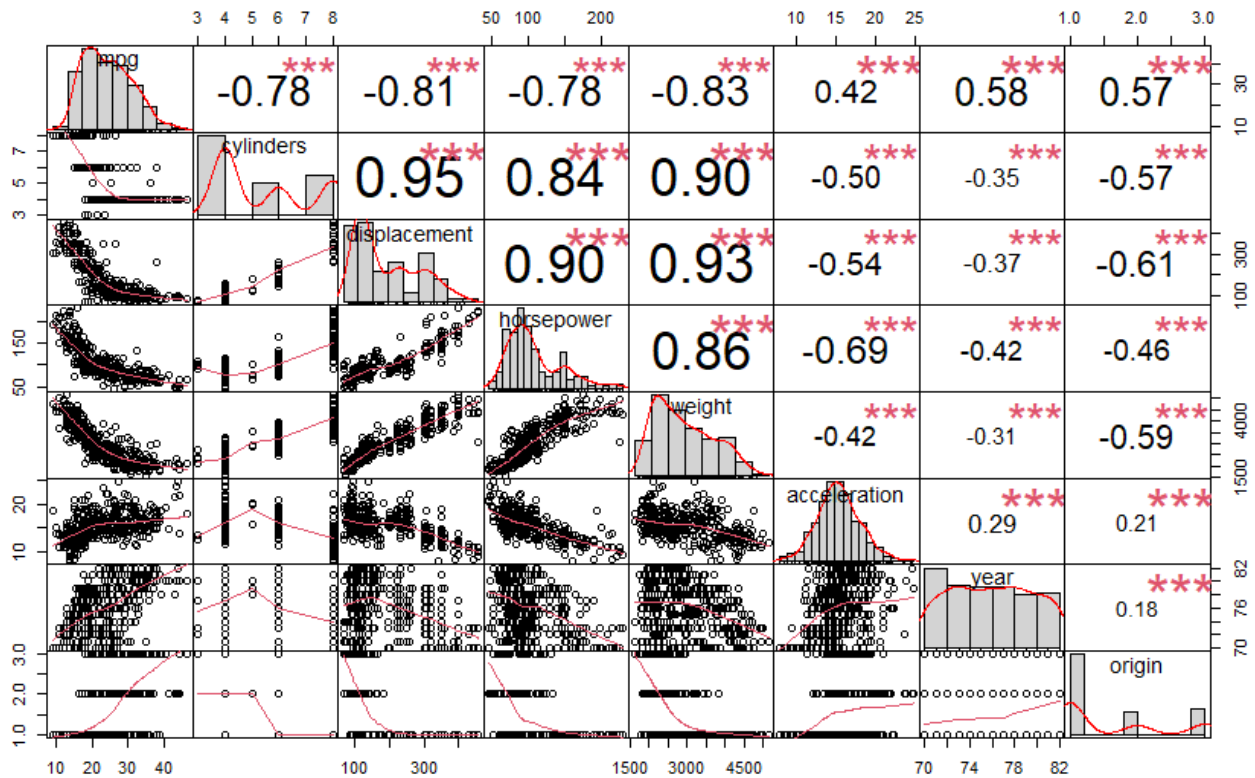 3 4 5 6 7 8 50 100 200 10 15 20 25 1.0 2.0 3.0
mpg *** -0.78 *** -0.81 *** -0.78 *** -0.83 *** 0.42 *** 0.58 *** 0.57 10 30
3 5 7 cylinders *** 0.95 *** 0.84 *** 0.90 *** -0.50 *** -0.35 *** -0.57
displacement *** 0.90 *** 0.93 *** -0.54 *** -0.37 *** -0.61 100 300
50 150 horsepower *** 0.86 *** -0.69 *** -0.42 *** -0.46
weight *** -0.42 *** -0.31 *** -0.59 1500 4000
10 20 acceleration *** 0.29 *** 0.21
year *** 0.18 70 76 82
1.0 2.0 3.0 origin
10 20 30 40 100 300 1500 3000 4500 70 74 78 82